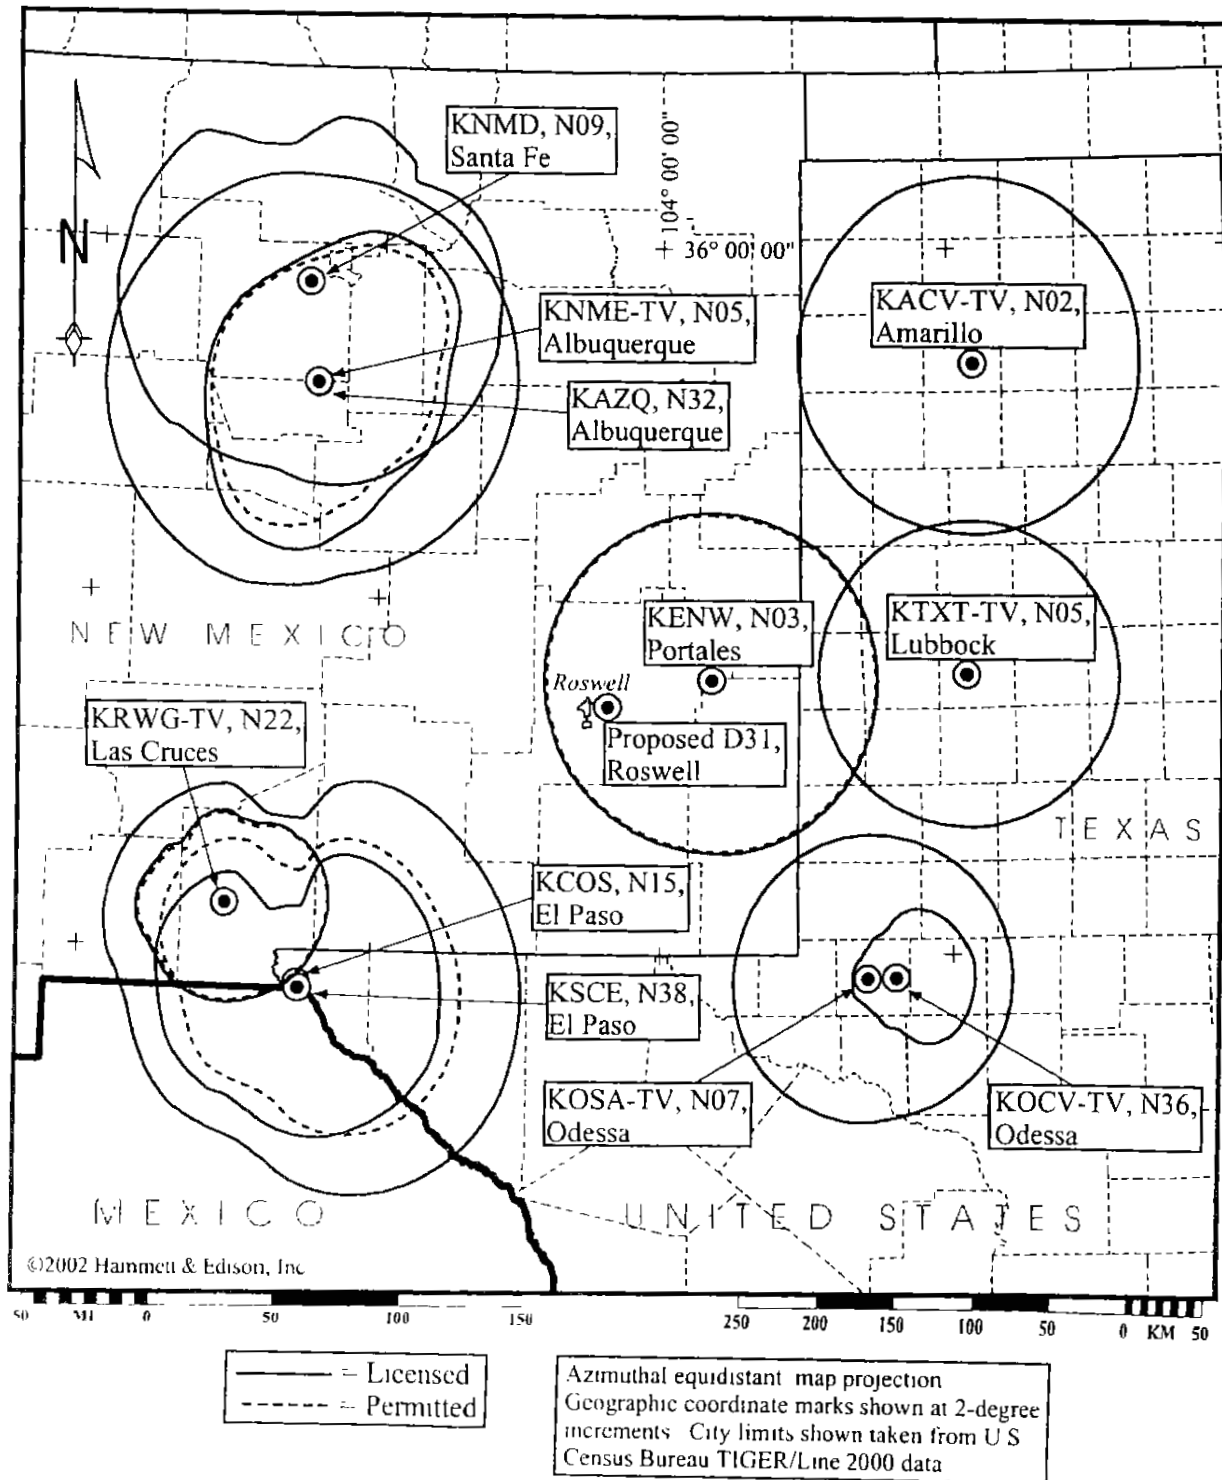 KNMD, N09,
Santa Fe
104° 00' 00"
36° 00' 00"
N
KNME-TV, N05,
Albuquerque
KACV-TV, N02,
Amarillo
KAZQ, N32,
Albuquerque
NEW MEXICO
KENW, N03,
Portales
KTXT-TV, N05,
Lubbock
Roswell
KRWG-TV, N22,
Las Cruces
Proposed D31,
Roswell
TEXAS
KCOS, N15,
El Paso
KSCE, N38,
El Paso
KOSA-TV, N07,
Odessa
KOCV-TV, N36,
Odessa
MEXICO
UNITED STATES
©2002 Hammett & Edison, Inc
50 MI 0 50 100 150
250 200 150 100 50 0 KM 50
= Licensed
= Permitted
Azimuthal equidistant map projection
Geographic coordinate marks shown at 2-degree
increments City limits shown taken from U S
Census Bureau TIGER/Line 2000 data